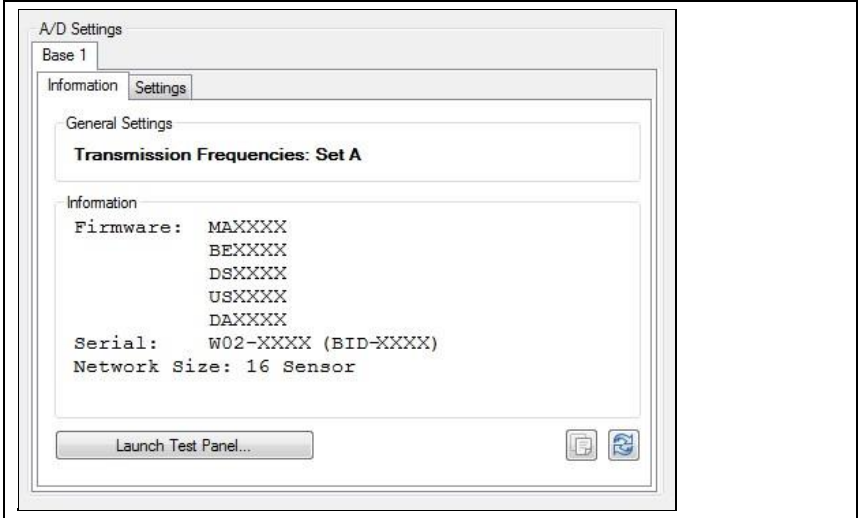 A/D Settings
Base 1
Information Settings
General Settings
Transmission Frequencies: Set A
Information
Firmware: MAXXXX
BEXXXX
DSXXXX
USXXXX
DAXXXX
Serial: W02-XXXX (BID-XXXX)
Network Size: 16 Sensor
Launch Test Panel...